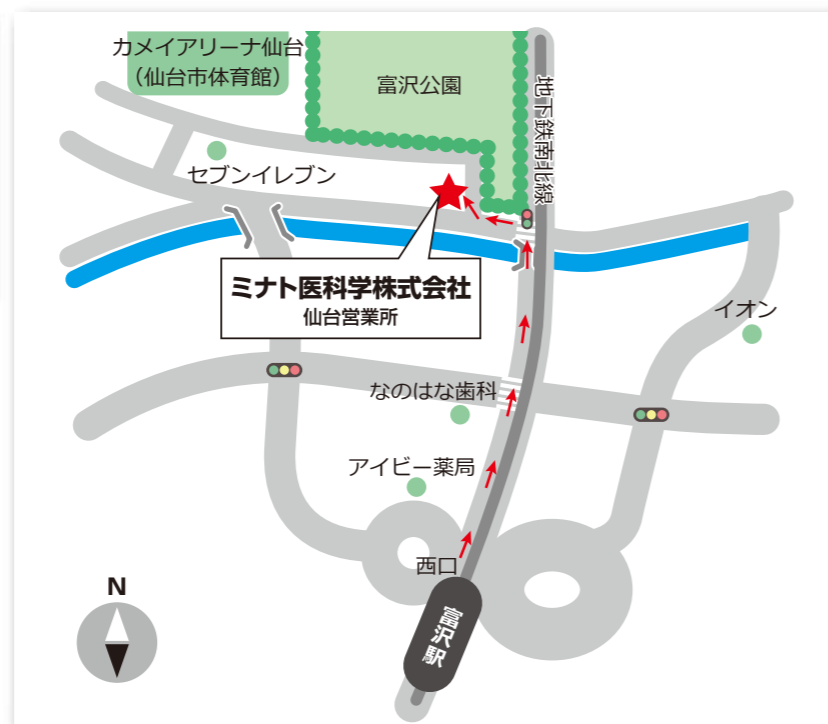 カメイアリーナ仙台
（仙台市体育館）
富沢公園
地下鉄南北線
セブンイレブン
ミナト医科学株式会社
仙台営業所
イオン
なのはな歯科
アイビー薬局
西口
富沢駅
N